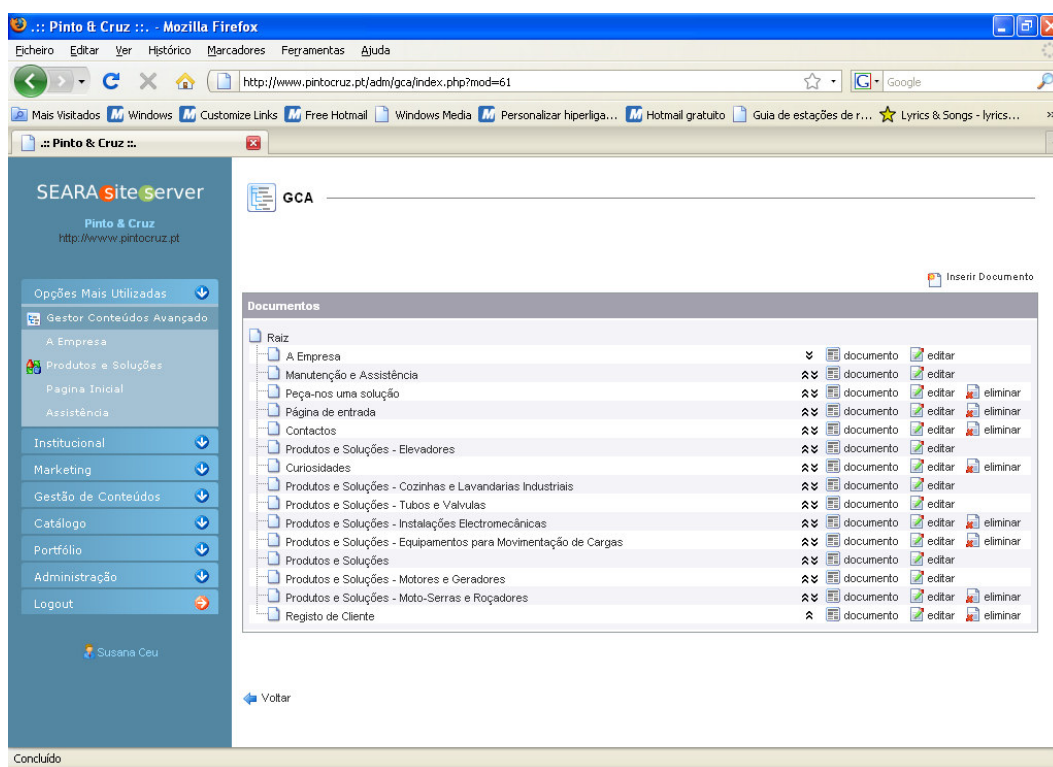 .:: Pinto & Cruz ::. - Mozilla Firefox
Ficheiro Editar Ver Histórico Marcadores Ferramentas Ajuda
http://www.pintocruz.pt/adm/gca/index.php?mod=61
Google
Mais Visitados Windows Customize Links Free Hotmail Windows Media Personalizar hiperliga... Hotmail gratuito Guia de estações de r... Lyrics & Songs - lyrics...
.:: Pinto & Cruz ::.
SEARA site server
Pinto & Cruz
http://www.pintocruz.pt
Opções Mais Utilizadas
Gestor Conteúdos Avançado
A Empresa
Produtos e Soluções
Pagina Inicial
Assistência
Institucional
Marketing
Gestão de Conteúdos
Catálogo
Portfólio
Administração
Logout
Susana Ceu
GCA
Inserir Documento
Documentos
Raiz
A Empresa documento editar
Manutenção e Assistência documento editar
Peça-nos uma solução documento editar eliminar
Página de entrada documento editar eliminar
Contactos documento editar eliminar
Produtos e Soluções - Elevadores documento editar
Curiosidades documento editar eliminar
Produtos e Soluções - Cozinhas e Lavandarias Industriais documento editar
Produtos e Soluções - Tubos e Valvulas documento editar
Produtos e Soluções - Instalações Electromecânicas documento editar eliminar
Produtos e Soluções - Equipamentos para Movimentação de Cargas documento editar eliminar
Produtos e Soluções documento editar
Produtos e Soluções - Motores e Geradores documento editar
Produtos e Soluções - Moto-Serras e Roçadores documento editar eliminar
Registo de Cliente documento editar eliminar
Voltar
Concluído